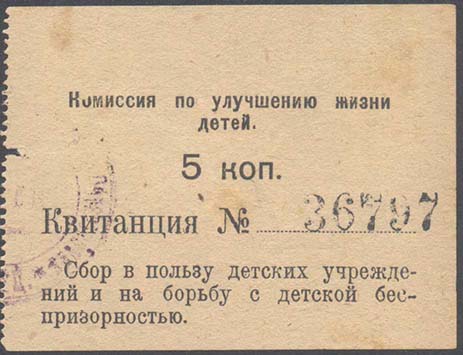 Комиссия по улучшению жизни
детей.
5 коп.
Квитанция № 36797
Сбор в пользу детских учрежде-
ний и на борьбу с детской бес-
призорностью.